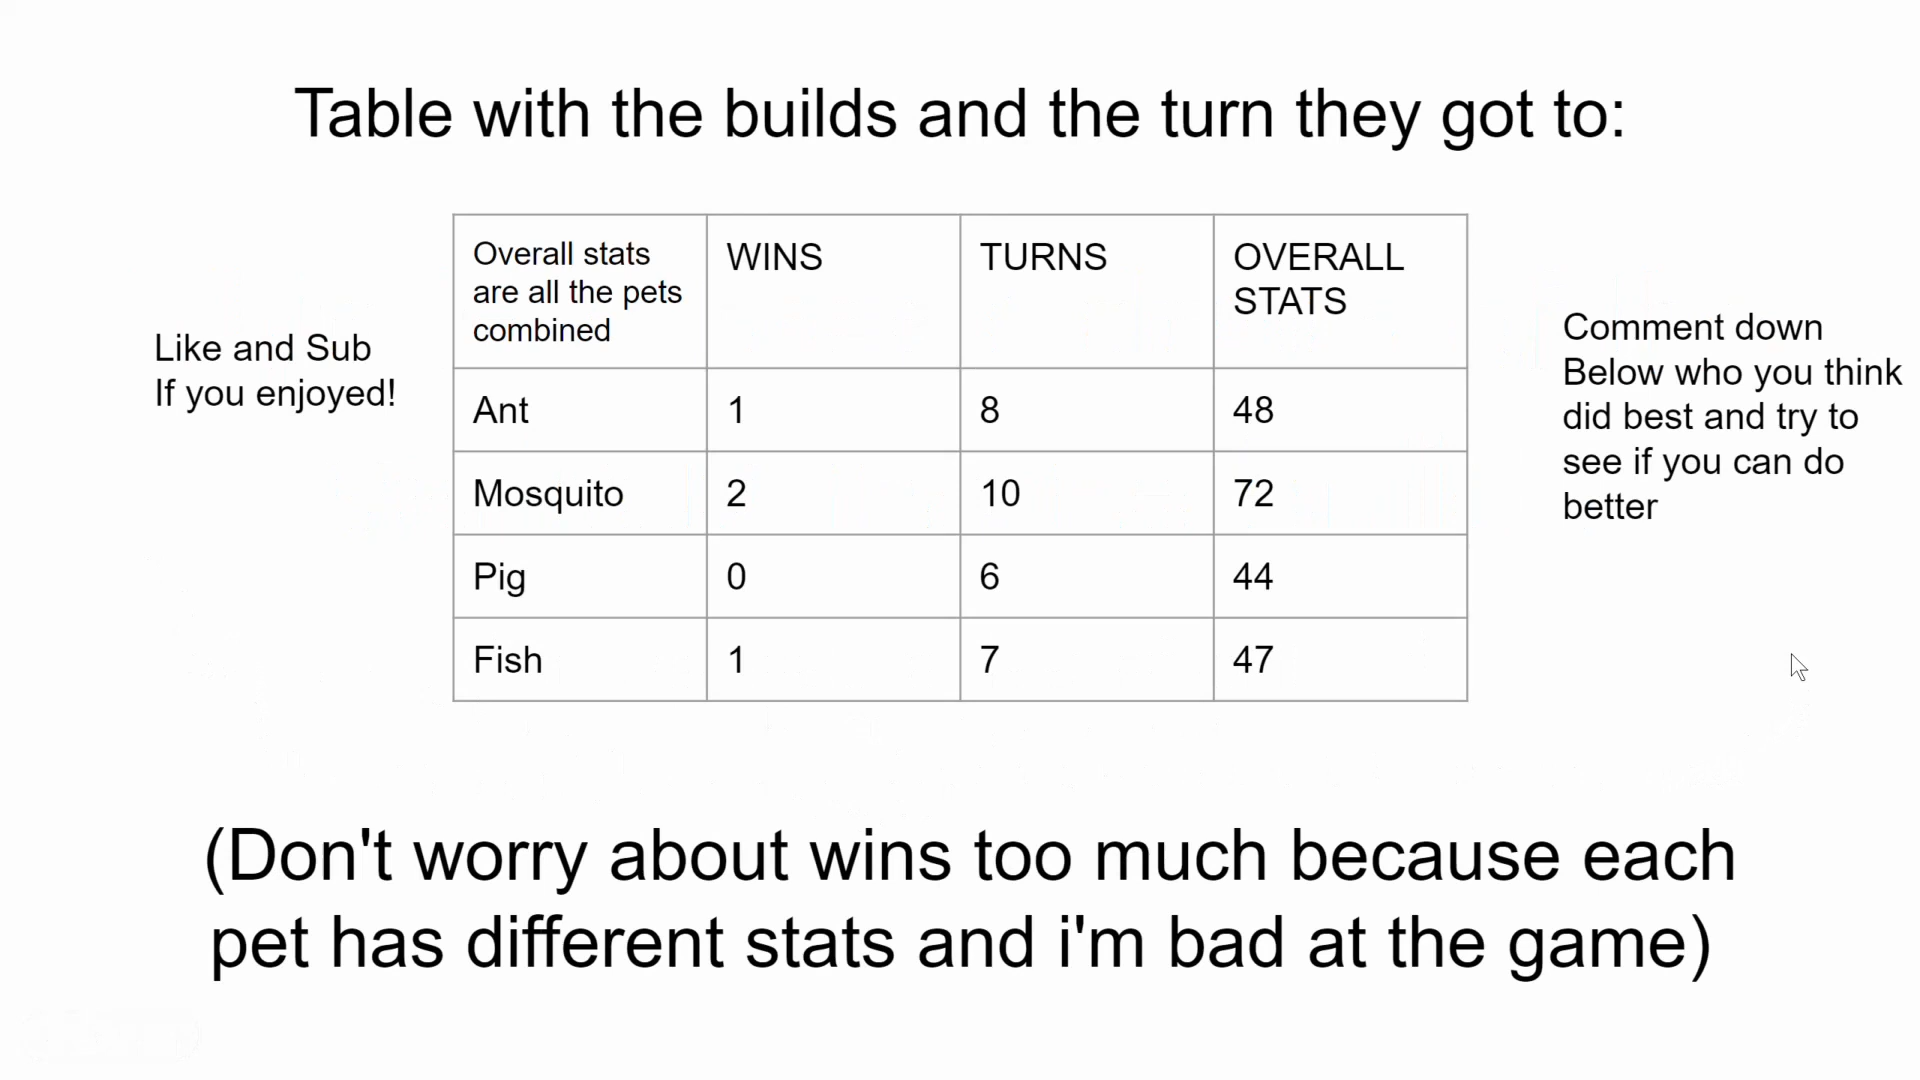 Table with the builds and the turn they got to:
Like and Sub
If you enjoyed!
Overall stats
are all the pets
combined
WINS
TURNS
OVERALL
STATS
Ant
1
8
48
Mosquito
2
10
72
Pig
0
6
44
Fish
1
7
47
Comment down
Below who you think
did best and try to
see if you can do
better
(Don't worry about wins too much because each
pet has different stats and i'm bad at the game)